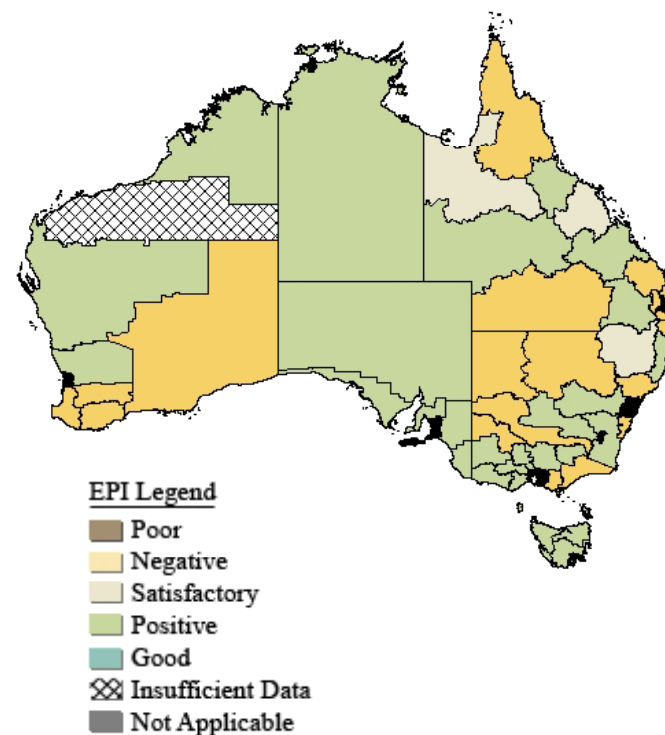 EPI Legend
Poor
Negative
Satisfactory
Positive
Good
Insufficient Data
Not Applicable